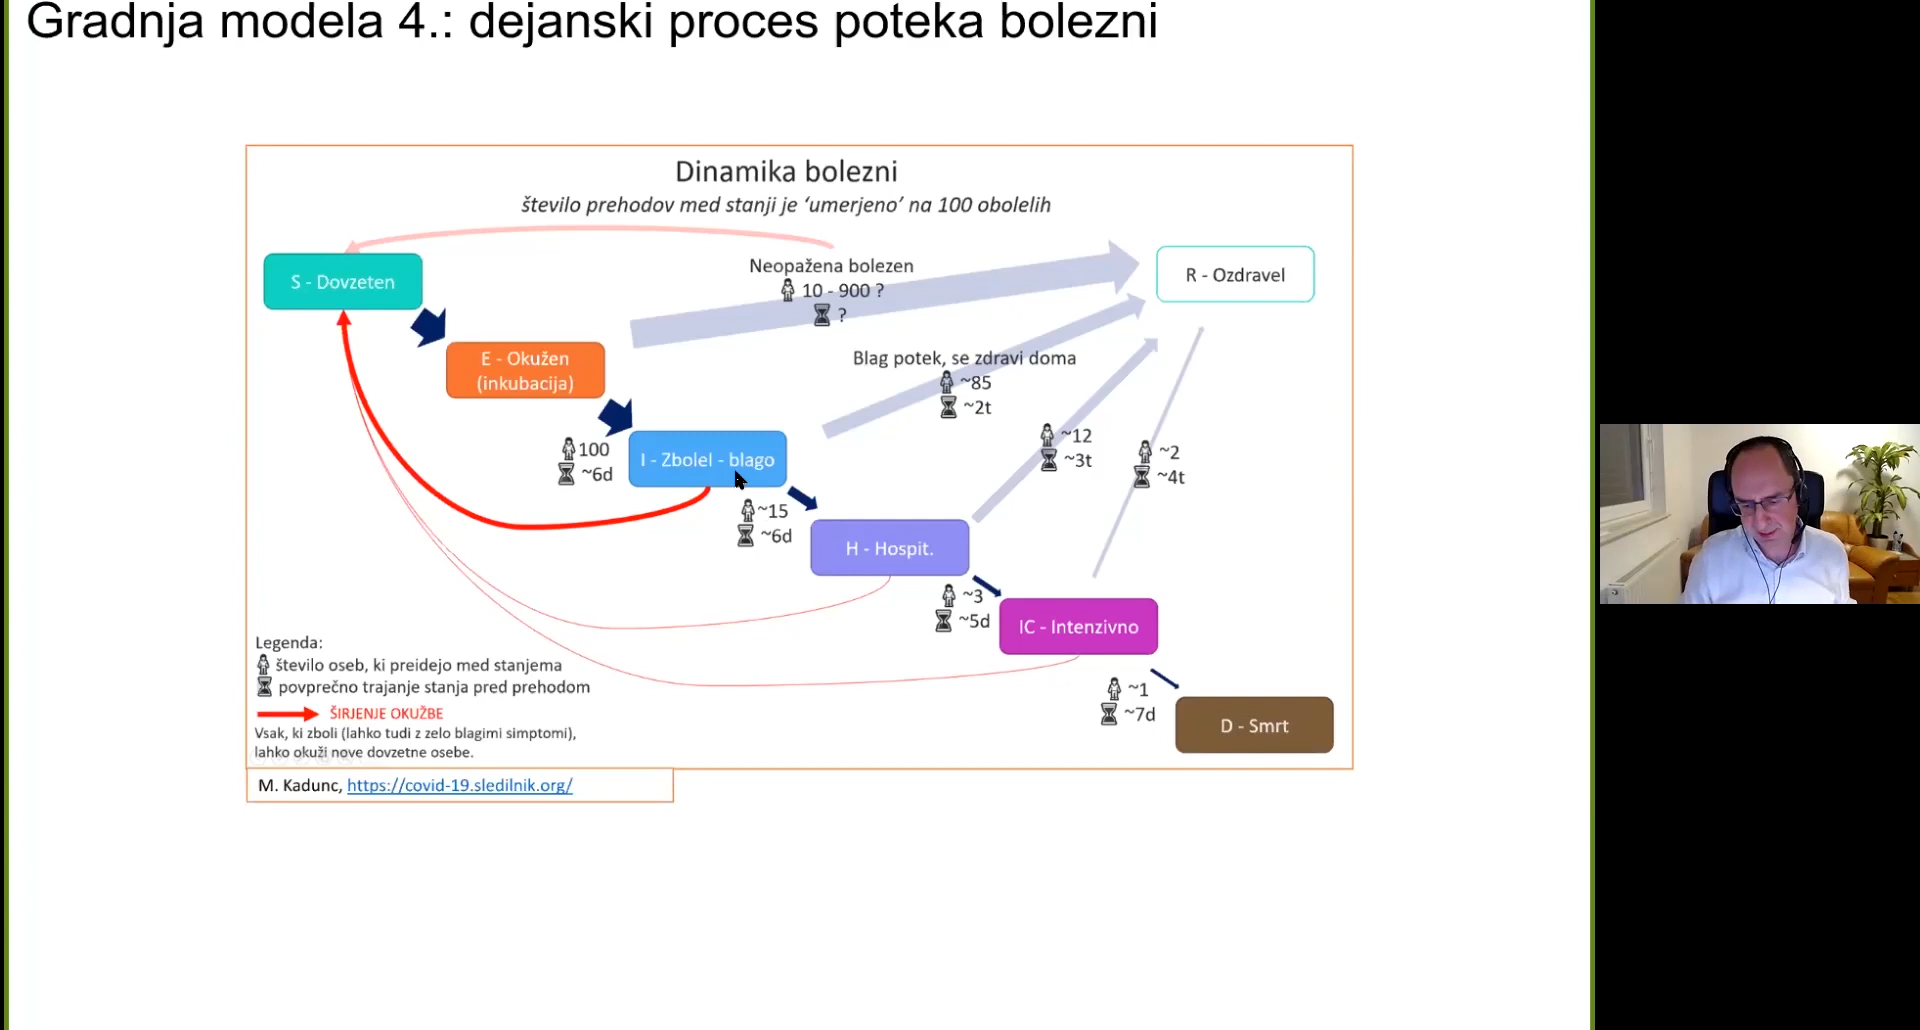 Gradnja modela 4.: dejanski proces poteka bolezni
Dinamika bolezni
število prehodov med stanji je ‘umerjeno’ na 100 obolelih
S - Dovzeten
Neopažena bolezen
10 - 900 ?
?
R - Ozdravel
E - Okužen
(inkubacija)
Blag potek, se zdravi doma
~85
~2t
100
~6d
I - Zbolel - blago
~12
~3t
~2
~4t
~15
~6d
H - Hospit.
~3
~5d
IC - Intenzivno
~1
~7d
D - Smrt
Legenda:
število oseb, ki preidejo med stanjema
povprečno trajanje stanja pred prehodom
ŠIRJENJE OKUŽBE
Vsak, ki zboli (lahko tudi z zelo blagimi simptomi),
lahko okuži nove dovzetne osebe.
M. Kadunc, https://covid-19.sledilnik.org/